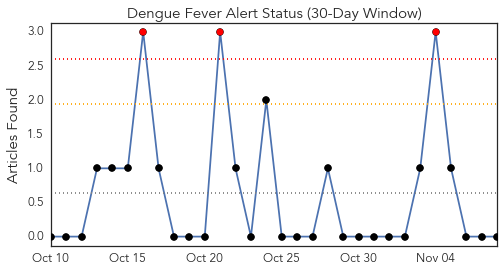 Dengue Fever Alert Status (30-Day Window)
Articles Found
3.0
2.5
2.0
1.5
1.0
0.5
0.0
Oct 10 Oct 15 Oct 20 Oct 25 Oct 30 Nov 04